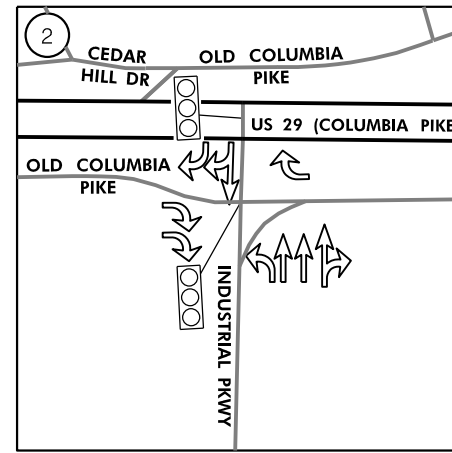 2
CEDAR
HILL DR
OLD COLUMBIA
PIKE
US 29 (COLUMBIA PIKE
OLD COLUMBIA
PIKE
INDUSTRIAL PKWY